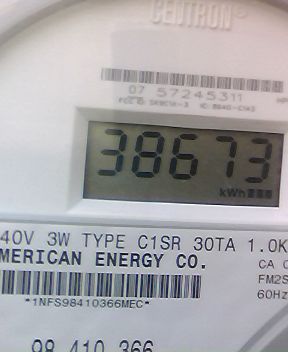 CENTRON®
07 57245311
38673
kWh
40V 3W TYPE C1SR 30TA 1.0K
MERICAN ENERGY CO.
CA
FM2S
60Hz
*1NFS98410366MEC*
98 410 366